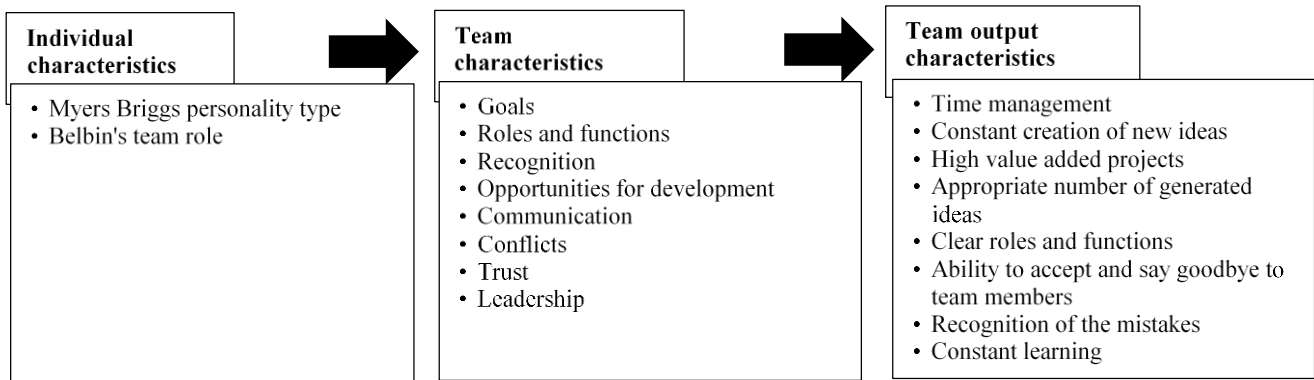 Individual
characteristics
• Myers Briggs personality type
• Belbin's team role
Team
characteristics
• Goals
• Roles and functions
• Recognition
• Opportunities for development
• Communication
• Conflicts
• Trust
• Leadership
Team output
characteristics
• Time management
• Constant creation of new ideas
• High value added projects
• Appropriate number of generated
ideas
• Clear roles and functions
• Ability to accept and say goodbye to
team members
• Recognition of the mistakes
• Constant learning